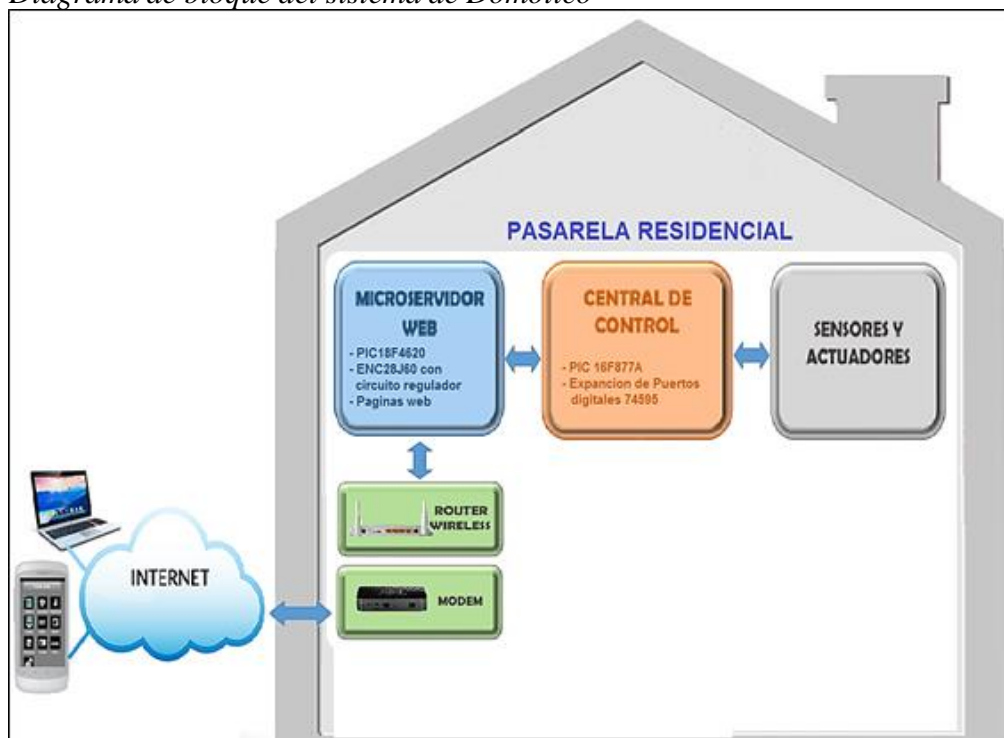 Diagrama de bloque del sistema de Domótico
PASARELA RESIDENCIAL
MICROSERVIDOR
WEB
- PIC18F4620
- ENC28J60 con
circuito regulador
- Paginas web
CENTRAL DE
CONTROL
- PIC 16F877A
- Expancion de Puertos
digitales 74595
SENSORES Y
ACTUADORES
ROUTER
WIRELESS
MODEM
INTERNET